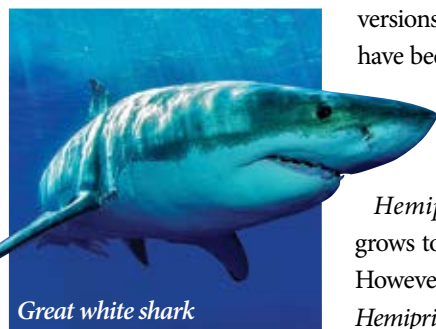 versions
have bee
Hemip
grows to
Howeve
Hemipri
Great white shark